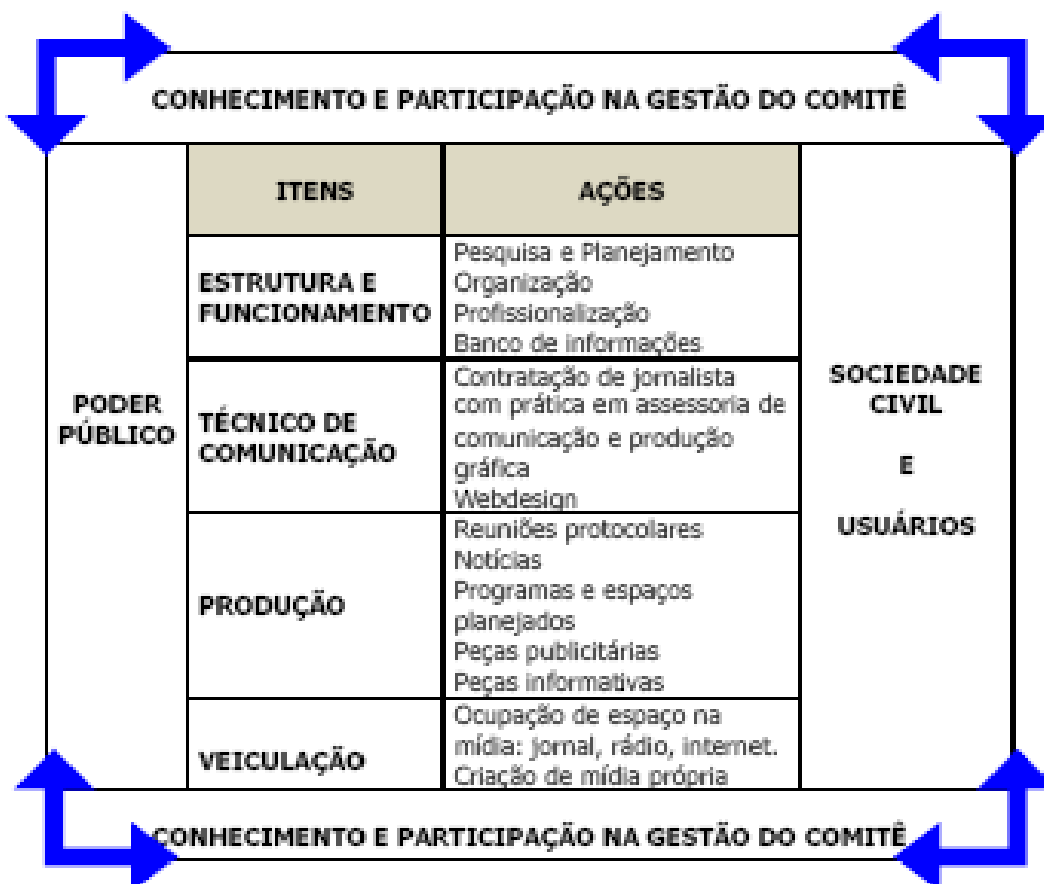 CONHECIMENTO E PARTICIPAÇÃO NA GESTÃO DO COMITÊ
PODER
PÚBLICO
ITENS
AÇÕES
ESTRUTURA E
FUNCIONAMENTO
Pesquisa e Planejamento
Organização
Profissionalização
Banco de informações
TÉCNICO DE
COMUNICAÇÃO
Contratação de jornalista
com prática em assessoria de
comunicação e produção
gráfica
Webdesign
PRODUÇÃO
Reuniões protocolares
Notícias
Programas e espaços
planejados
Peças publicitárias
Peças informativas
VEICULAÇÃO
Ocupação de espaço na
mídia: jornal, rádio, internet.
Criação de mídia própria
SOCIEDADE
CIVIL
E
USUÁRIOS
CONHECIMENTO E PARTICIPAÇÃO NA GESTÃO DO COMITÊ